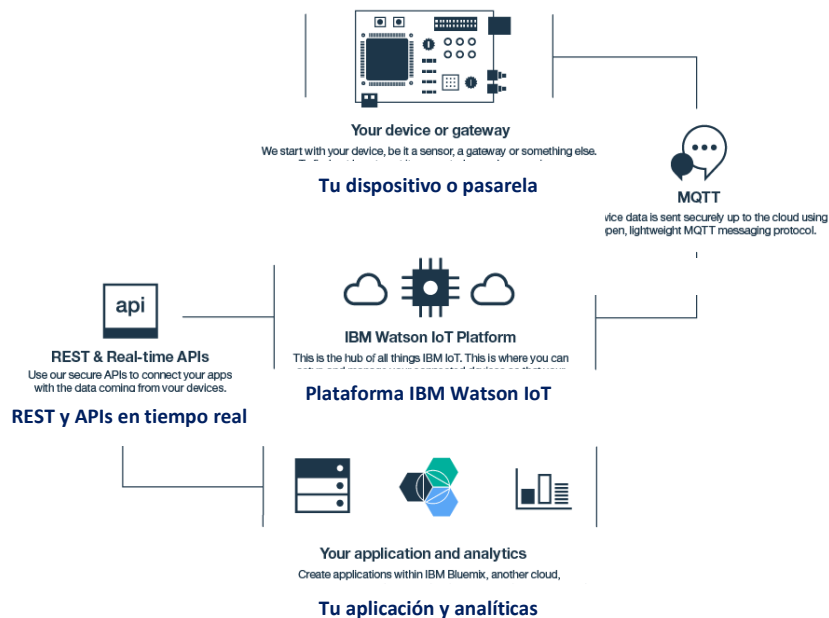 Your device or gateway
We start with your device, be it a sensor, a gateway or something else.
Tu dispositivo o pasarela
MQTT
vice data is sent securely up to the cloud using
open, lightweight MQTT messaging protocol.
api
REST & Real-time APIs
Use our secure APIs to connect your apps
with the data coming from your devices.
REST y APIs en tiempo real
IBM Watson IoT Platform
This is the hub of all things IBM IoT. This is where you can
Plataforma IBM Watson IoT
Your application and analytics
Create applications within IBM Bluemix, another cloud,
Tu aplicación y analíticas